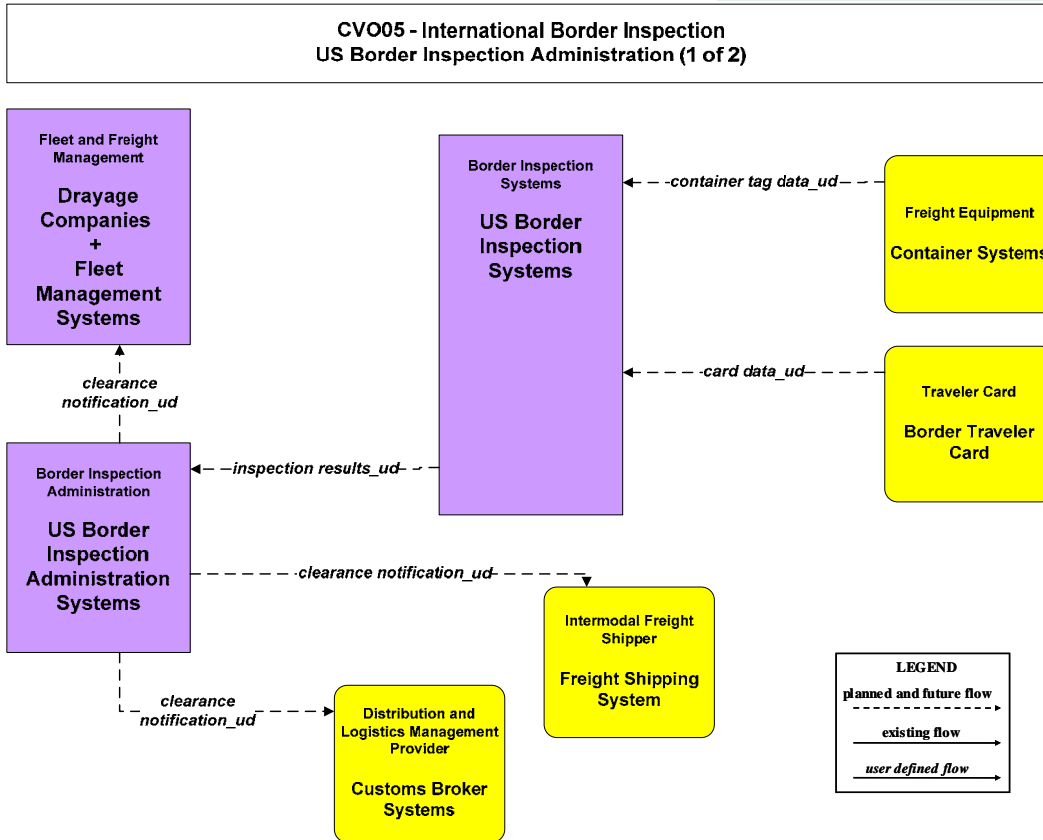 CVO05 - International Border Inspection
US Border Inspection Administration (1 of 2)
Fleet and Freight
Management
Drayage
Companies
+
Fleet
Management
Systems
Border Inspection
Systems
US Border
Inspection
Systems
container tag data_ud
Freight Equipment
Container Systems
card data_ud
Traveler Card
Border Traveler
Card
clearance
notification_ud
inspection results_ud
Border Inspection
Administration
US Border
Inspection
Administration
Systems
clearance notification_ud
Intermodal Freight
Shipper
Freight Shipping
System
clearance
notification_ud
Distribution and
Logistics Management
Provider
Customs Broker
Systems
LEGEND
planned and future flow
existing flow
user defined flow